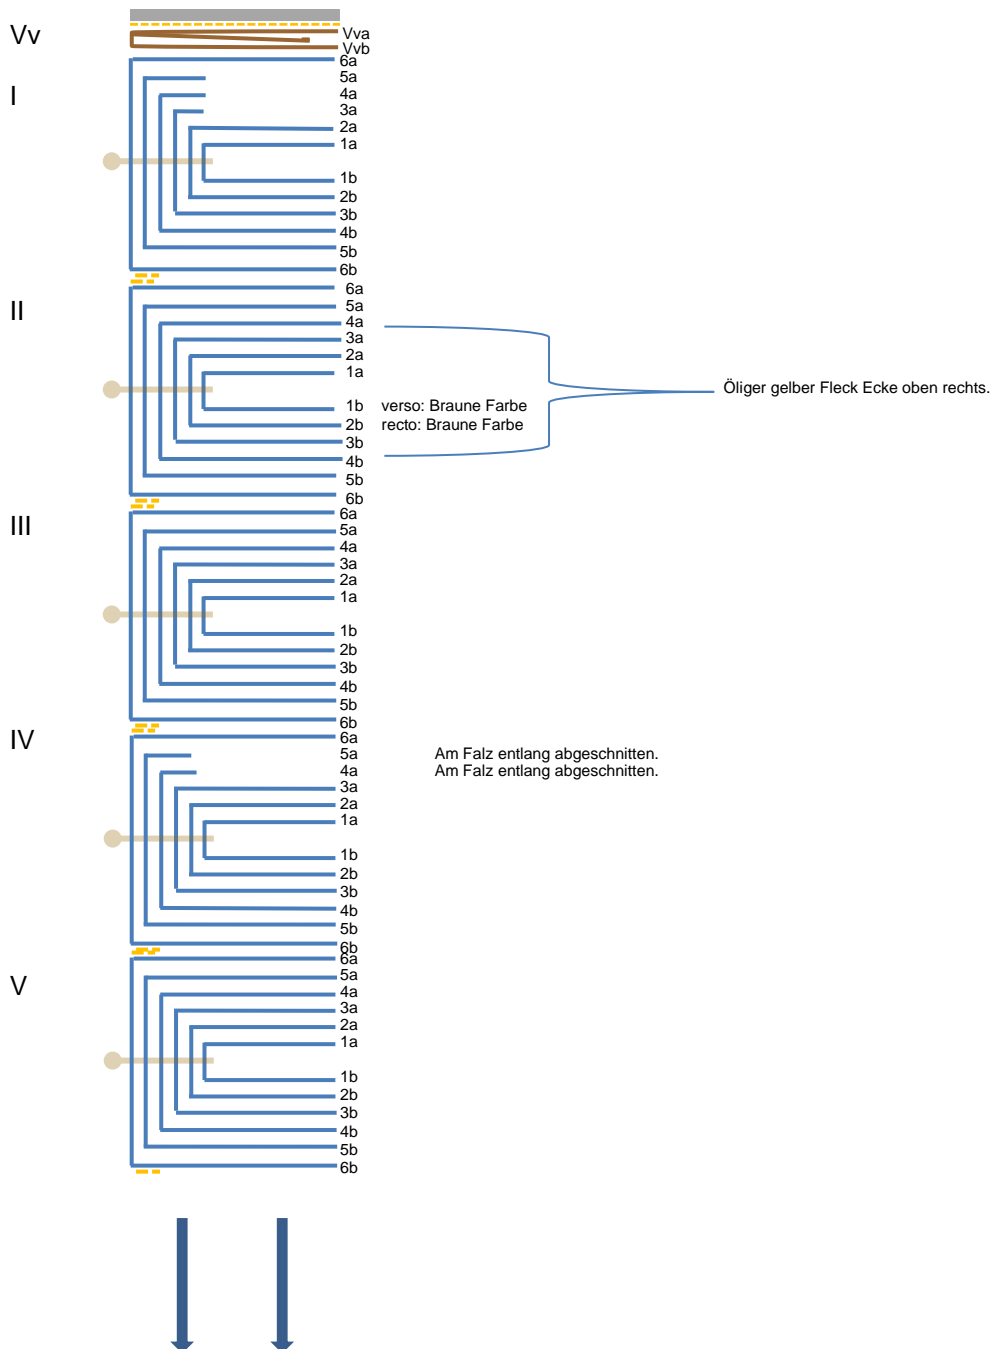 Vv
Vva
Vvb
I
6a
5a
4a
3a
2a
1a
1b
2b
3b
4b
5b
6b
II
6a
5a
4a
3a
2a
1a
1b verso: Braune Farbe
2b recto: Braune Farbe
3b
4b
5b
6b
Öliger gelber Fleck Ecke oben rechts.
III
6a
5a
4a
3a
2a
1a
1b
2b
3b
4b
5b
6b
IV
6a
5a Am Falz entlang abgeschnitten.
4a Am Falz entlang abgeschnitten.
3a
2a
1a
1b
2b
3b
4b
5b
6b
V
6a
5a
4a
3a
2a
1a
1b
2b
3b
4b
5b
6b